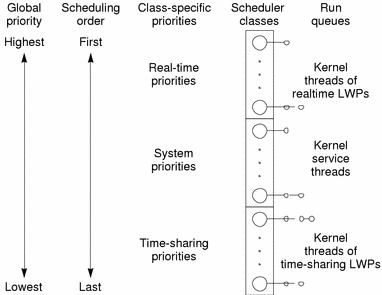 Global priority
Scheduling order
Class-specific priorities
Scheduler classes
Run queues
Highest
First
Real-time priorities
Kernel threads of realtime LWPs
System priorities
Kernel service threads
Time-sharing priorities
Kernel threads of time-sharing LWPs
Lowest
Last